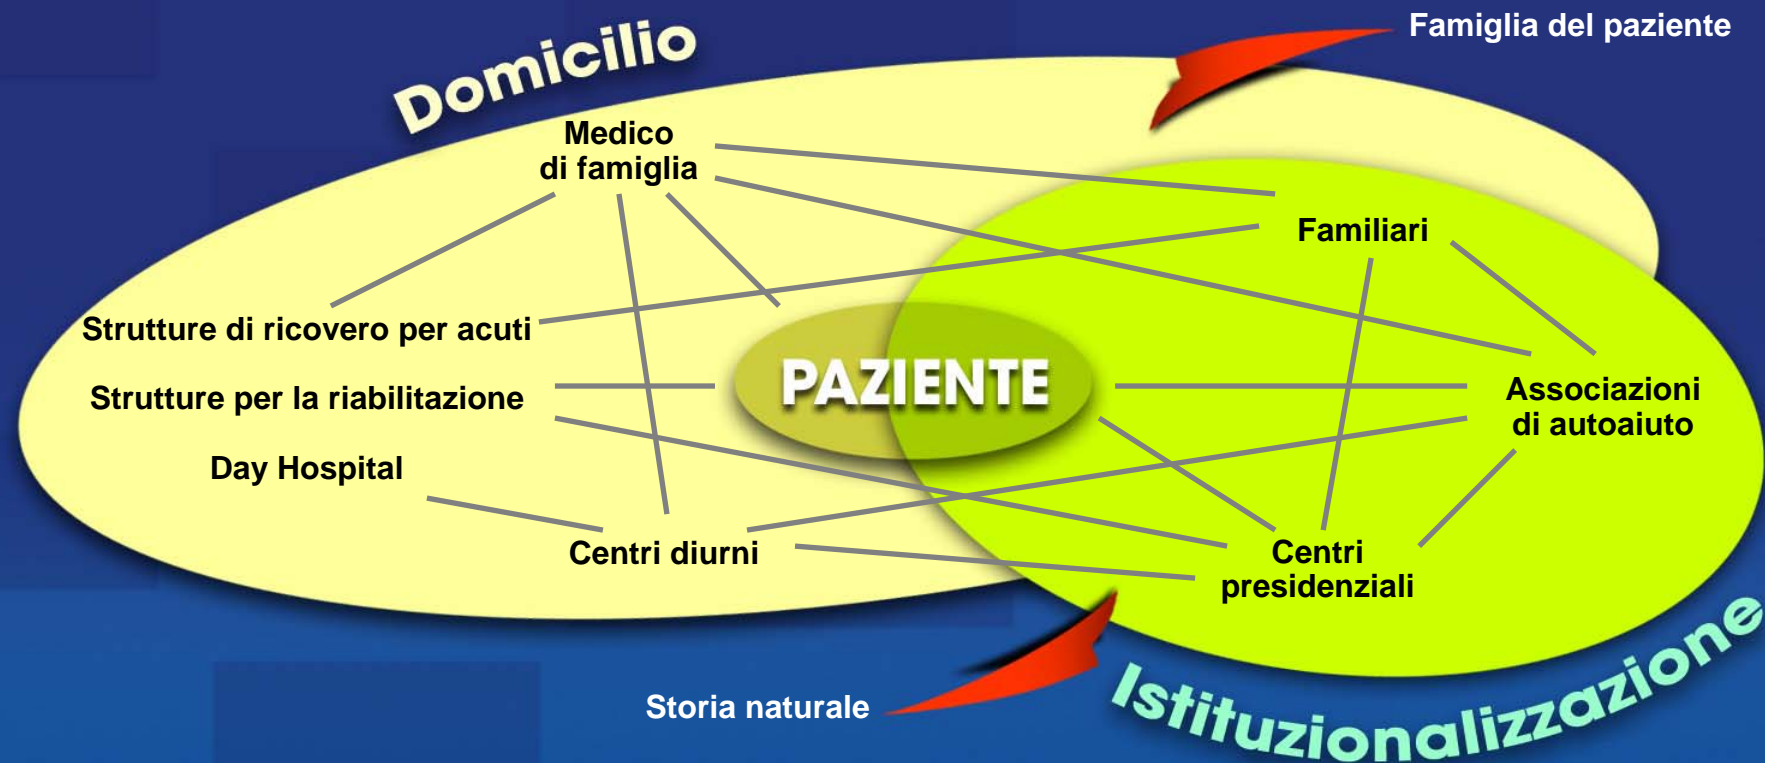 Famiglia del paziente
Domicilio
Medico
di famiglia
Familiari
Strutture di ricovero per acuti
PAZIENTE
Strutture per la riabilitazione
Associazioni
di autoaiuto
Day Hospital
Centri diurni
Centri
presidenziali
Storia naturale
Istituzionalizzazione